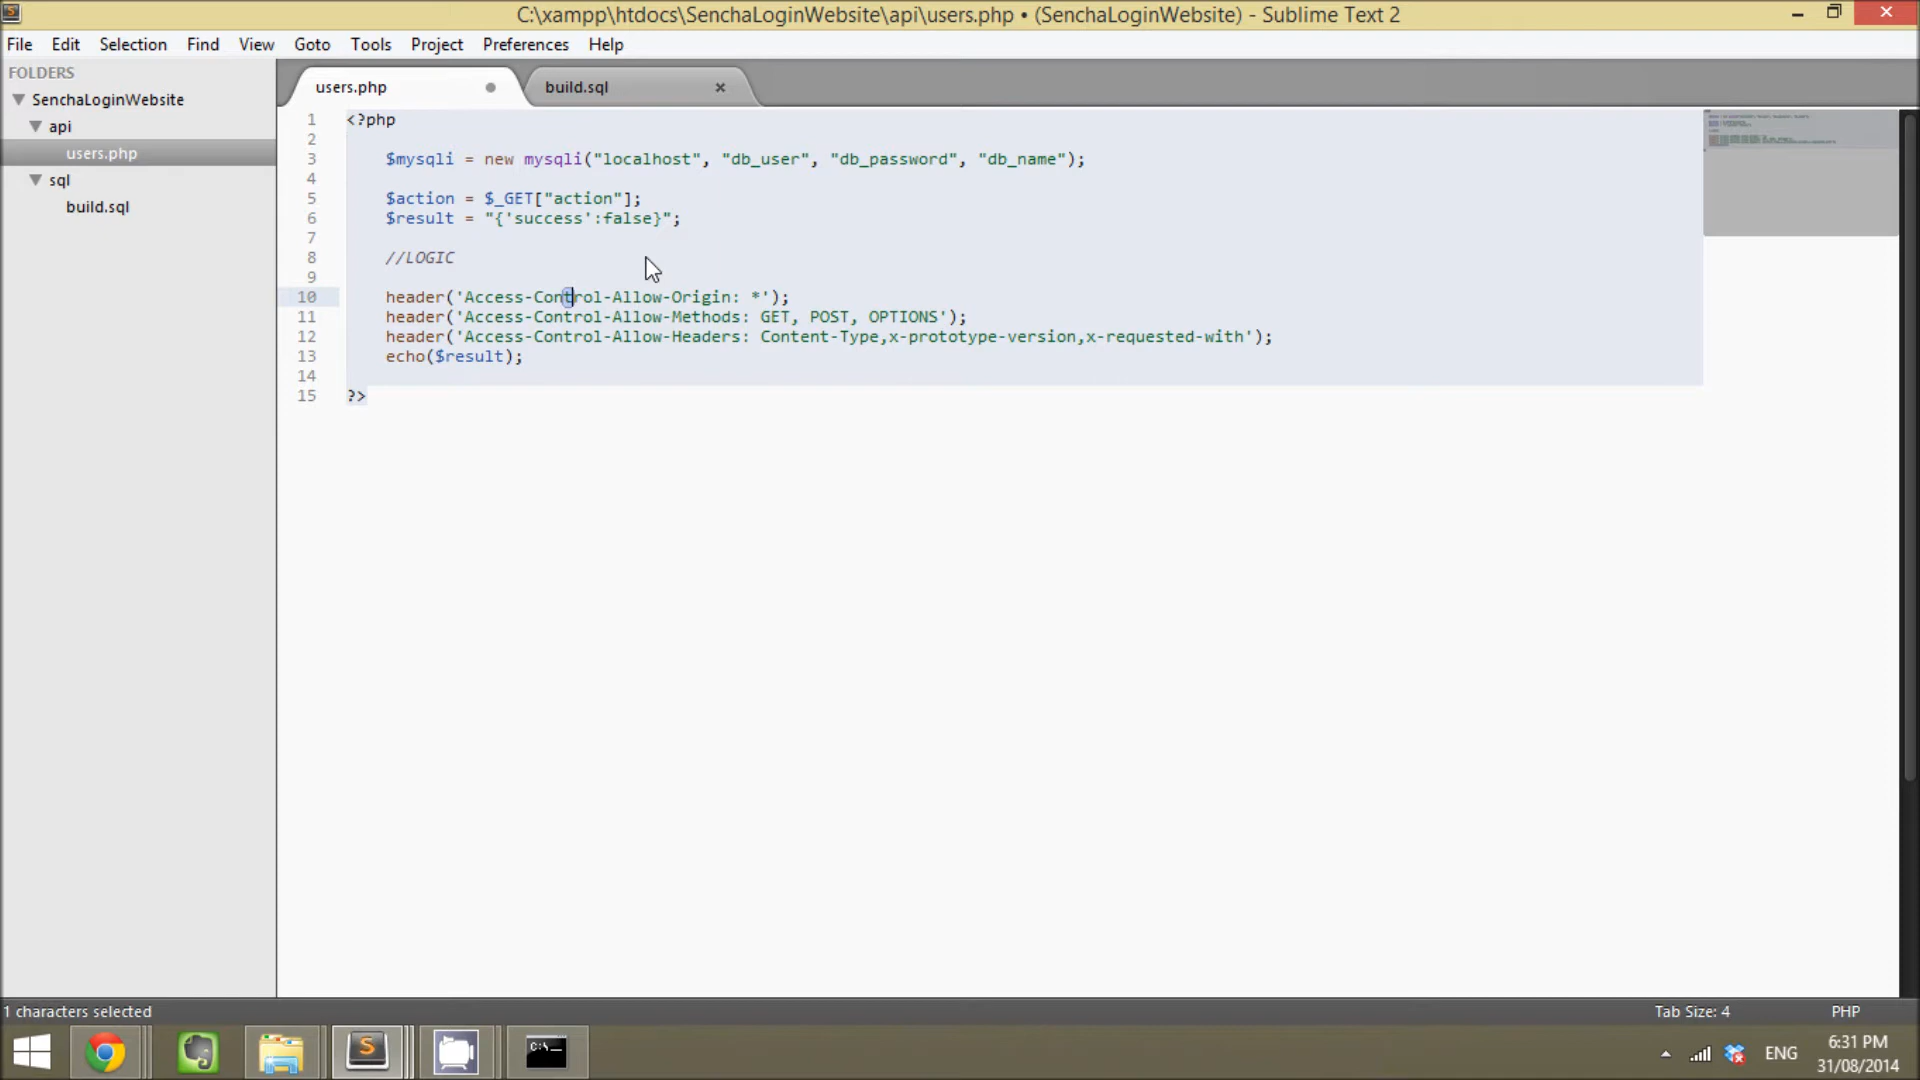 C:\xampp\htdocs\SenchaLoginWebsite\api\users.php • (SenchaLoginWebsite) - Sublime Text 2
File Edit Selection Find View Goto Tools Project Preferences Help
FOLDERS
SenchaLoginWebsite
api
users.php
sql
build.sql
users.php
build.sql
1 <?php
2
3 $mysqli = new mysqli("localhost", "db_user", "db_password", "db_name");
4
5 $action = $_GET["action"];
6 $result = "{'success':false}";
7
8 //LOGIC
9
10 header('Access-Control-Allow-Origin: *');
11 header('Access-Control-Allow-Methods: GET, POST, OPTIONS');
12 header('Access-Control-Allow-Headers: Content-Type,x-prototype-version,x-requested-with');
13 echo($result);
14
15 ?>
1 characters selected
Tab Size: 4
PHP
ENG
6:31 PM
31/08/2014